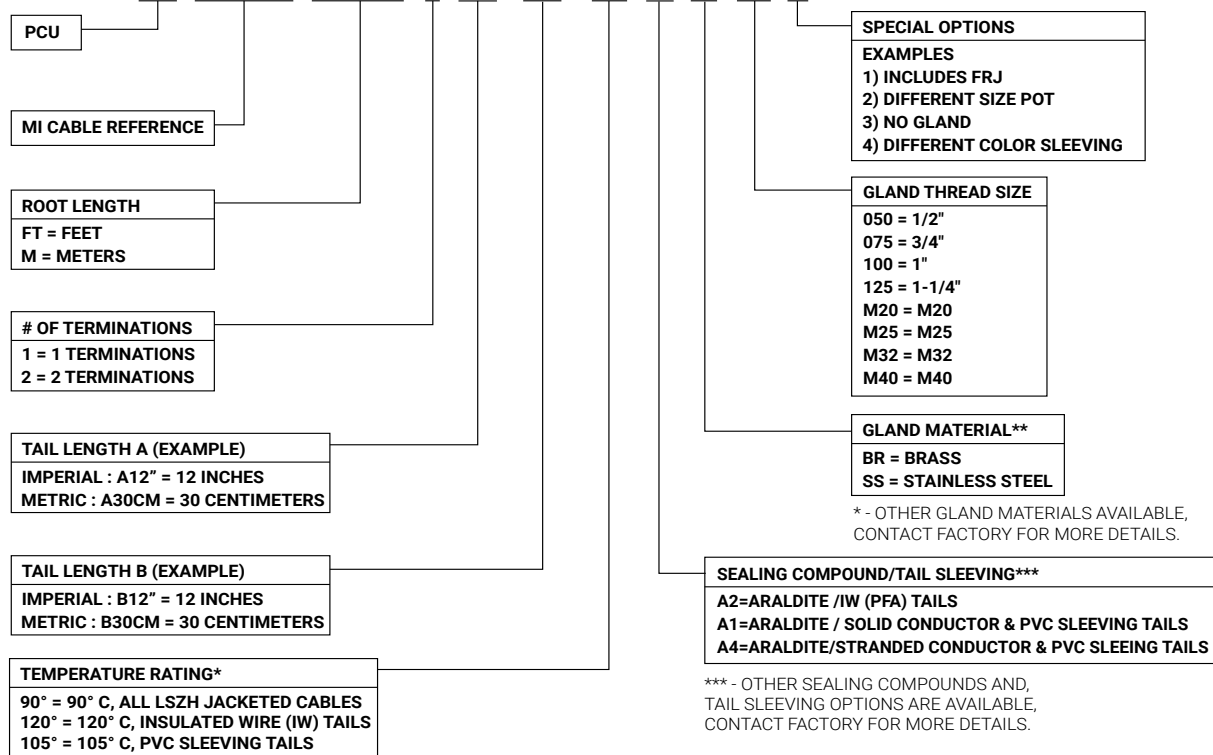 PCU
MI CABLE REFERENCE
ROOT LENGTH
FT = FEET
M = METERS
# OF TERMINATIONS
1 = 1 TERMINATIONS
2 = 2 TERMINATIONS
TAIL LENGTH A (EXAMPLE)
IMPERIAL : A12” = 12 INCHES
METRIC : A30CM = 30 CENTIMETERS
TAIL LENGTH B (EXAMPLE)
IMPERIAL : B12” = 12 INCHES
METRIC : B30CM = 30 CENTIMETERS
TEMPERATURE RATING*
90° = 90° C, ALL LSZH JACKETED CABLES
120° = 120° C, INSULATED WIRE (IW) TAILS
105° = 105° C, PVC SLEEVING TAILS
SPECIAL OPTIONS
EXAMPLES
1) INCLUDES FRJ
2) DIFFERENT SIZE POT
3) NO GLAND
4) DIFFERENT COLOR SLEEVING
GLAND THREAD SIZE
050 = 1/2"
075 = 3/4"
100 = 1"
125 = 1-1/4"
M20 = M20
M25 = M25
M32 = M32
M40 = M40
GLAND MATERIAL**
BR = BRASS
SS = STAINLESS STEEL
* - OTHER GLAND MATERIALS AVAILABLE,
CONTACT FACTORY FOR MORE DETAILS.
SEALING COMPOUND/TAIL SLEEVING***
A2=ARALDITE /IW (PFA) TAILS
A1=ARALDITE / SOLID CONDUCTOR & PVC SLEEVING TAILS
A4=ARALDITE/STRANDED CONDUCTOR & PVC SLEEING TAILS
*** - OTHER SEALING COMPOUNDS AND,
TAIL SLEEVING OPTIONS ARE AVAILABLE,
CONTACT FACTORY FOR MORE DETAILS.